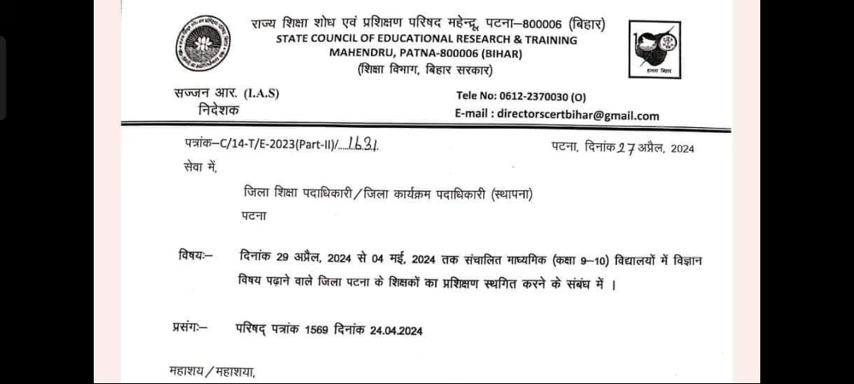 राज्य शिक्षा शोध एवं प्रशिक्षण परिषद महेन्द्रू, पटना–800006 (बिहार)
STATE COUNCIL OF EDUCATIONAL RESEARCH & TRAINING
MAHENDRU, PATNA-800006 (BIHAR)
(शिक्षा विभाग, बिहार सरकार)
सज्जन आर. (I.A.S)
निदेशक
Tele No: 0612-2370030 (O)
E-mail : directorscertbihar@gmail.com
पत्रांक–C/14-T/E-2023(Part-II)/.....1631.
पटना, दिनांक 27 अप्रैल, 2024
सेवा में,
जिला शिक्षा पदाधिकारी/जिला कार्यक्रम पदाधिकारी (स्थापना)
पटना
विषयः– दिनांक 29 अप्रैल, 2024 से 04 मई, 2024 तक संचालित माध्यमिक (कक्षा 9–10) विद्यालयों में विज्ञान
विषय पढ़ाने वाले जिला पटना के शिक्षकों का प्रशिक्षण स्थगित करने के संबंध में ।
प्रसंगः– परिषद् पत्रांक 1569 दिनांक 24.04.2024
महाशय/महाशया,